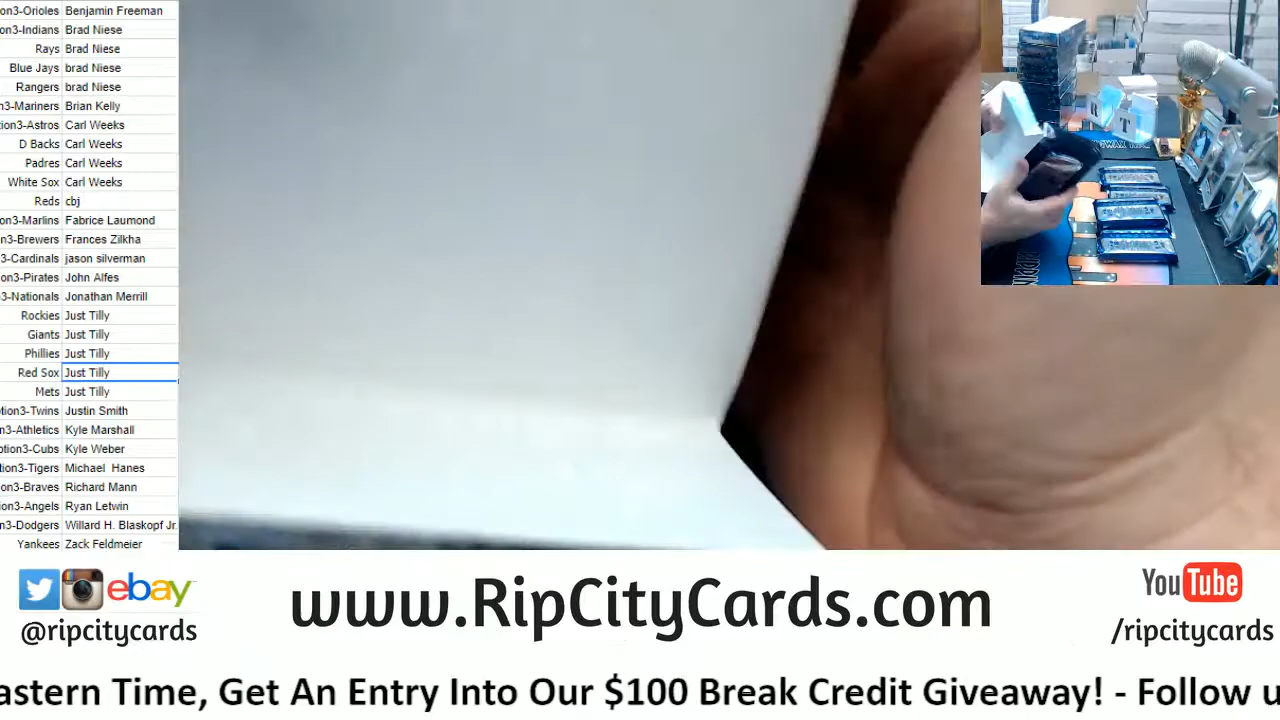 on3-Orioles Benjamin Freeman
on3-Indians Brad Niese
Rays Brad Niese
Blue Jays brad Niese
Rangers brad Niese
n3-Mariners Brian Kelly
tion3-Astros Carl Weeks
D Backs Carl Weeks
Padres Carl Weeks
White Sox Carl Weeks
Reds cbj
on3-Marlins Fabrice Laumond
n3-Brewers Frances Zilkha
3-Cardinals jason silverman
on3-Pirates John Alfes
3-Nationals Jonathan Merrill
Rockies Just Tilly
Giants Just Tilly
Phillies Just Tilly
Red Sox Just Tilly
Mets Just Tilly
tion3-Twins Justin Smith
n3-Athletics Kyle Marshall
ption3-Cubs Kyle Weber
tion3-Tigers Michael Hanes
on3-Braves Richard Mann
on3-Angels Ryan Letwin
n3-Dodgers Willard H. Blaskopf Jr.
Yankees Zack Feldmeier
R T
ebay
@ripcitycards
www.RipCityCards.com
YouTube
/ripcitycards
astern Time, Get An Entry Into Our $100 Break Credit Giveaway! - Follow u